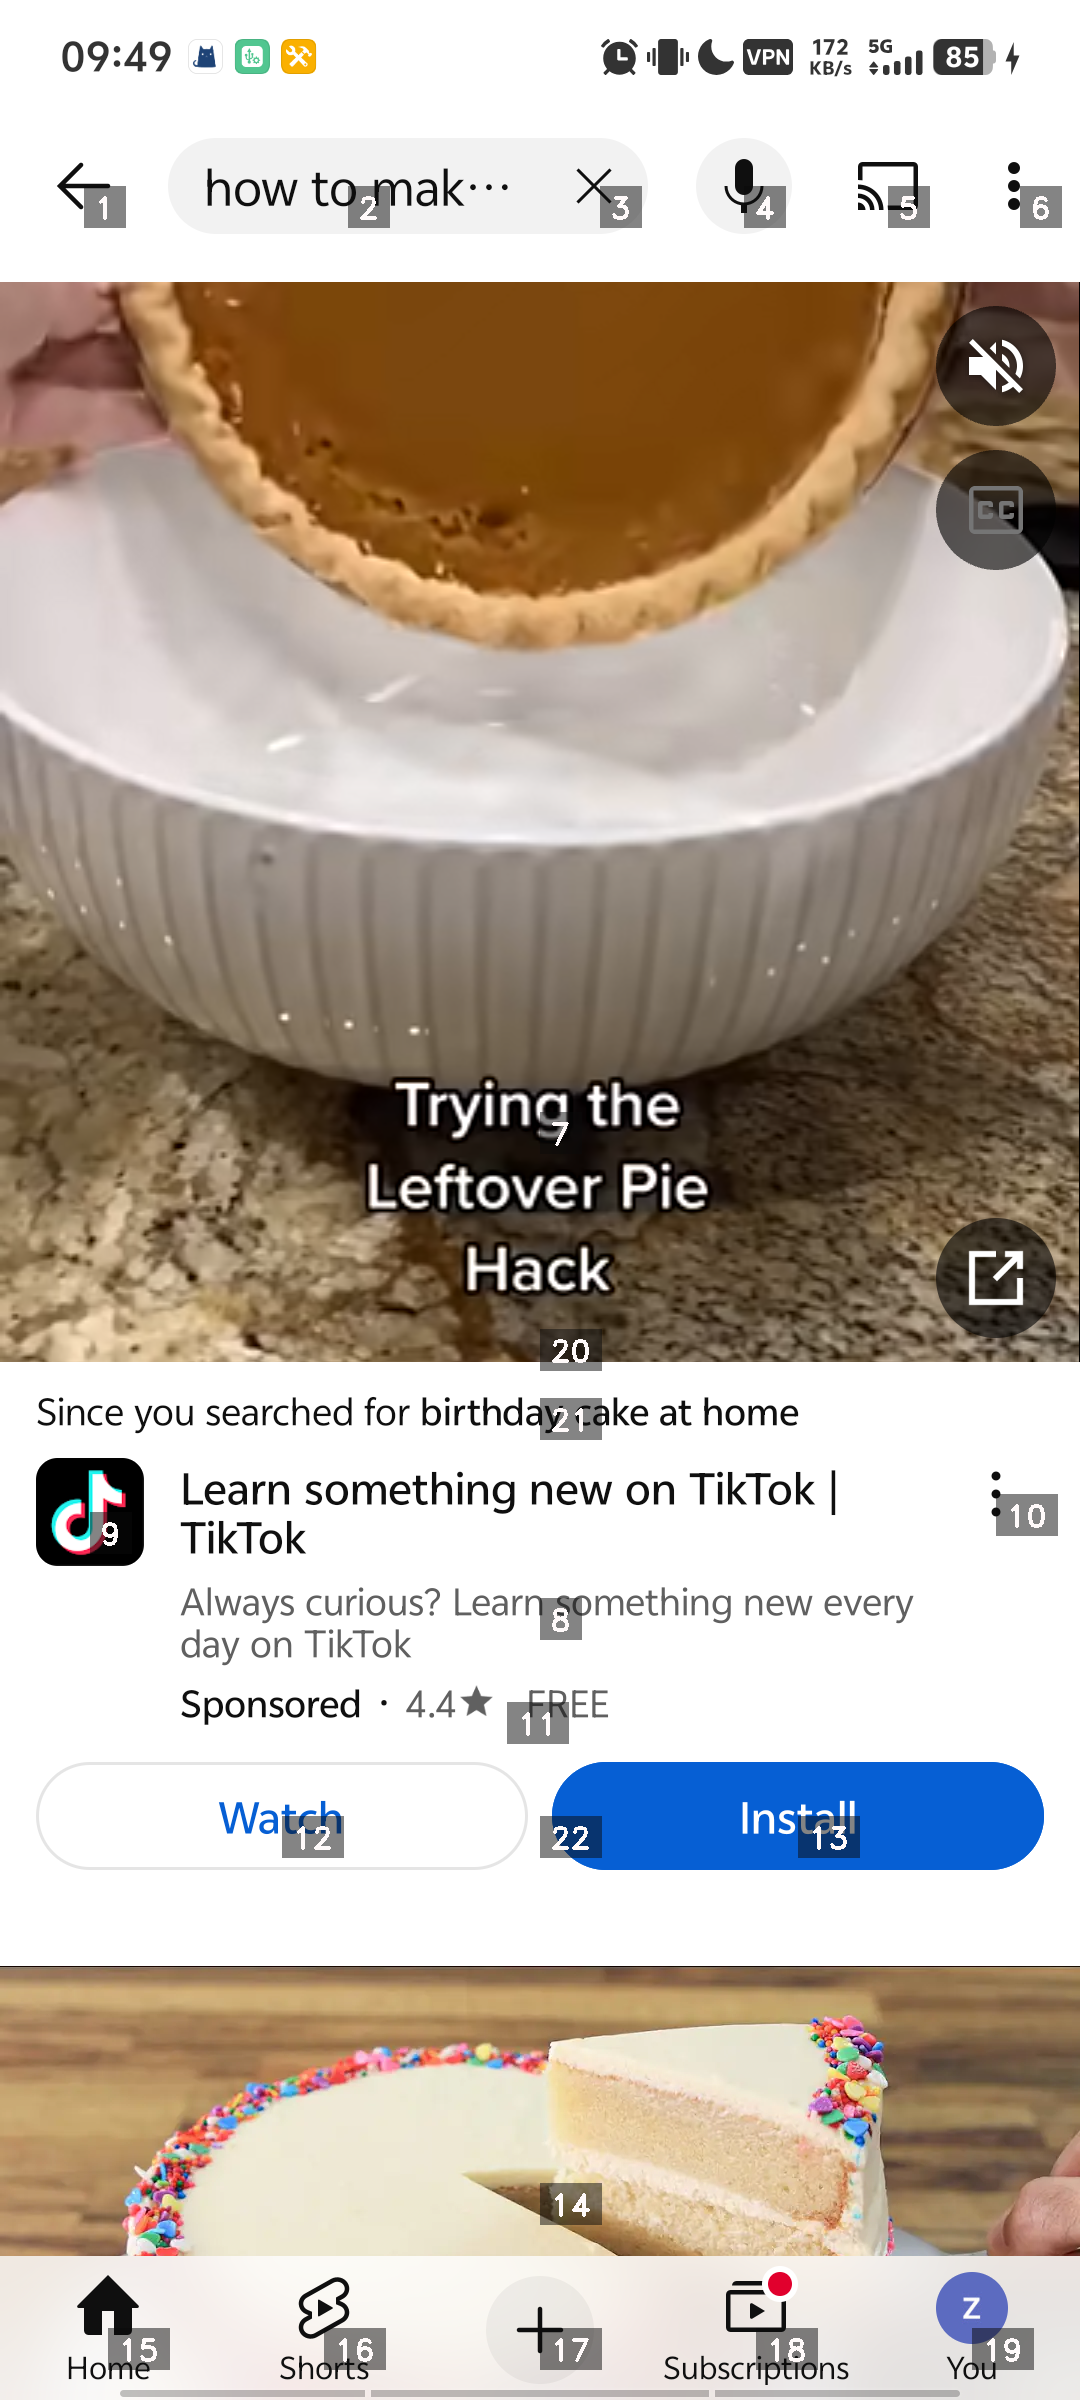 09:49
VPN
172
KB/s
5G
85
how to mak…
1
2
3
4
5
6
CC
Trying the
7
Leftover Pie
Hack
20
Since you searched for birthday cake at home
21
Learn something new on TikTok |
TikTok
9
10
Always curious? Learn something new every
day on TikTok
8
Sponsored · 4.4★ FREE
11
Watch
Install
12
22
13
14
Z
15
16
17
18
19
Home
Shorts
Subscriptions
You